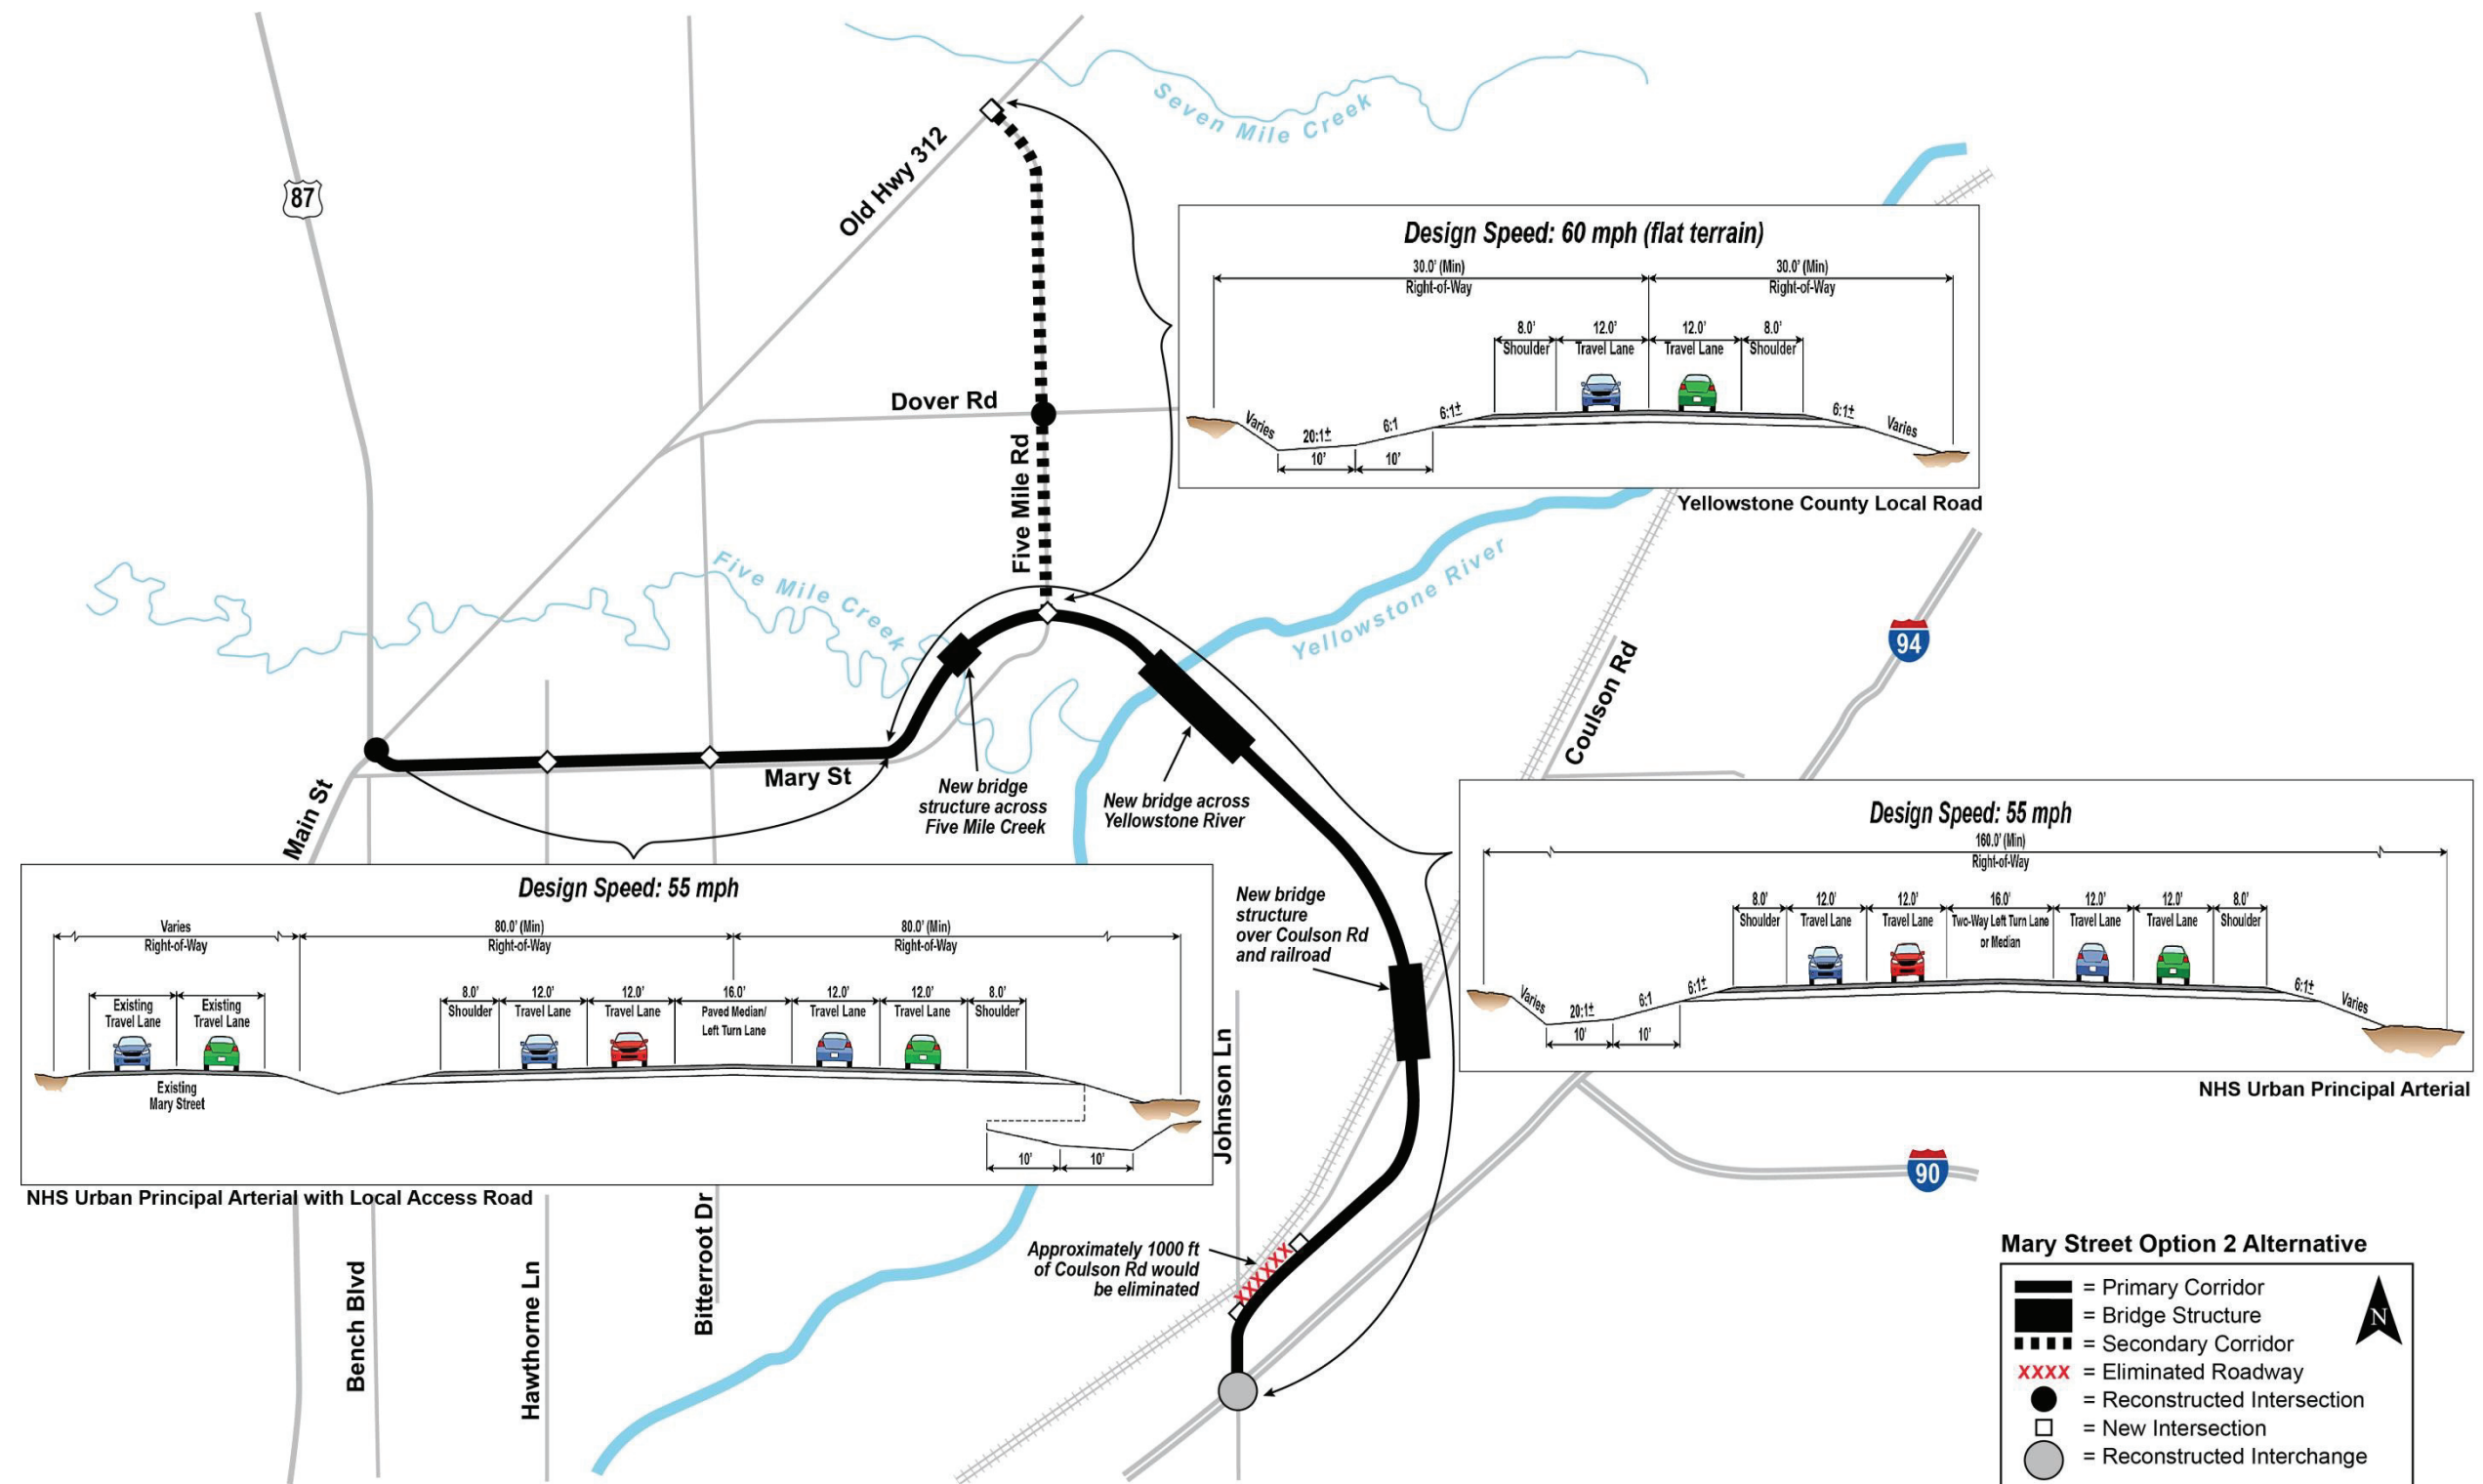 87
Old Hwy 312
Seven Mile Creek
Design Speed: 60 mph (flat terrain)
30.0' (Min)
Right-of-Way
30.0' (Min)
Right-of-Way
8.0'
Shoulder
12.0'
Travel Lane
12.0'
Travel Lane
8.0'
Shoulder
Varies
20:1±
6:1
6:1±
6:1±
Varies
10'
10'
Yellowstone County Local Road
Dover Rd
Five Mile Rd
Five Mile Creek
Yellowstone River
Coulson Rd
94
Main St
Mary St
New bridge
structure across
Five Mile Creek
New bridge across
Yellowstone River
Design Speed: 55 mph
160.0' (Min)
Right-of-Way
8.0'
Shoulder
12.0'
Travel Lane
12.0'
Travel Lane
16.0'
Two-Way Left Turn Lane
or Median
12.0'
Travel Lane
12.0'
Travel Lane
8.0'
Shoulder
Varies
20:1±
6:1
6:1±
6:1±
Varies
10'
10'
NHS Urban Principal Arterial
Design Speed: 55 mph
Varies
Right-of-Way
80.0' (Min)
Right-of-Way
80.0' (Min)
Right-of-Way
Existing
Travel Lane
Existing
Travel Lane
8.0'
Shoulder
12.0'
Travel Lane
12.0'
Travel Lane
16.0'
Paved Median/
Left Turn Lane
12.0'
Travel Lane
12.0'
Travel Lane
8.0'
Shoulder
Existing
Mary Street
10'
10'
NHS Urban Principal Arterial with Local Access Road
New bridge
structure
over Coulson Rd
and railroad
Johnson Ln
90
Bench Blvd
Hawthorne Ln
Bitterroot Dr
Approximately 1000 ft
of Coulson Rd would
be eliminated
XXXXXX
Mary Street Option 2 Alternative
= Primary Corridor
= Bridge Structure
= Secondary Corridor
XXXX = Eliminated Roadway
= Reconstructed Intersection
= New Intersection
= Reconstructed Interchange
N